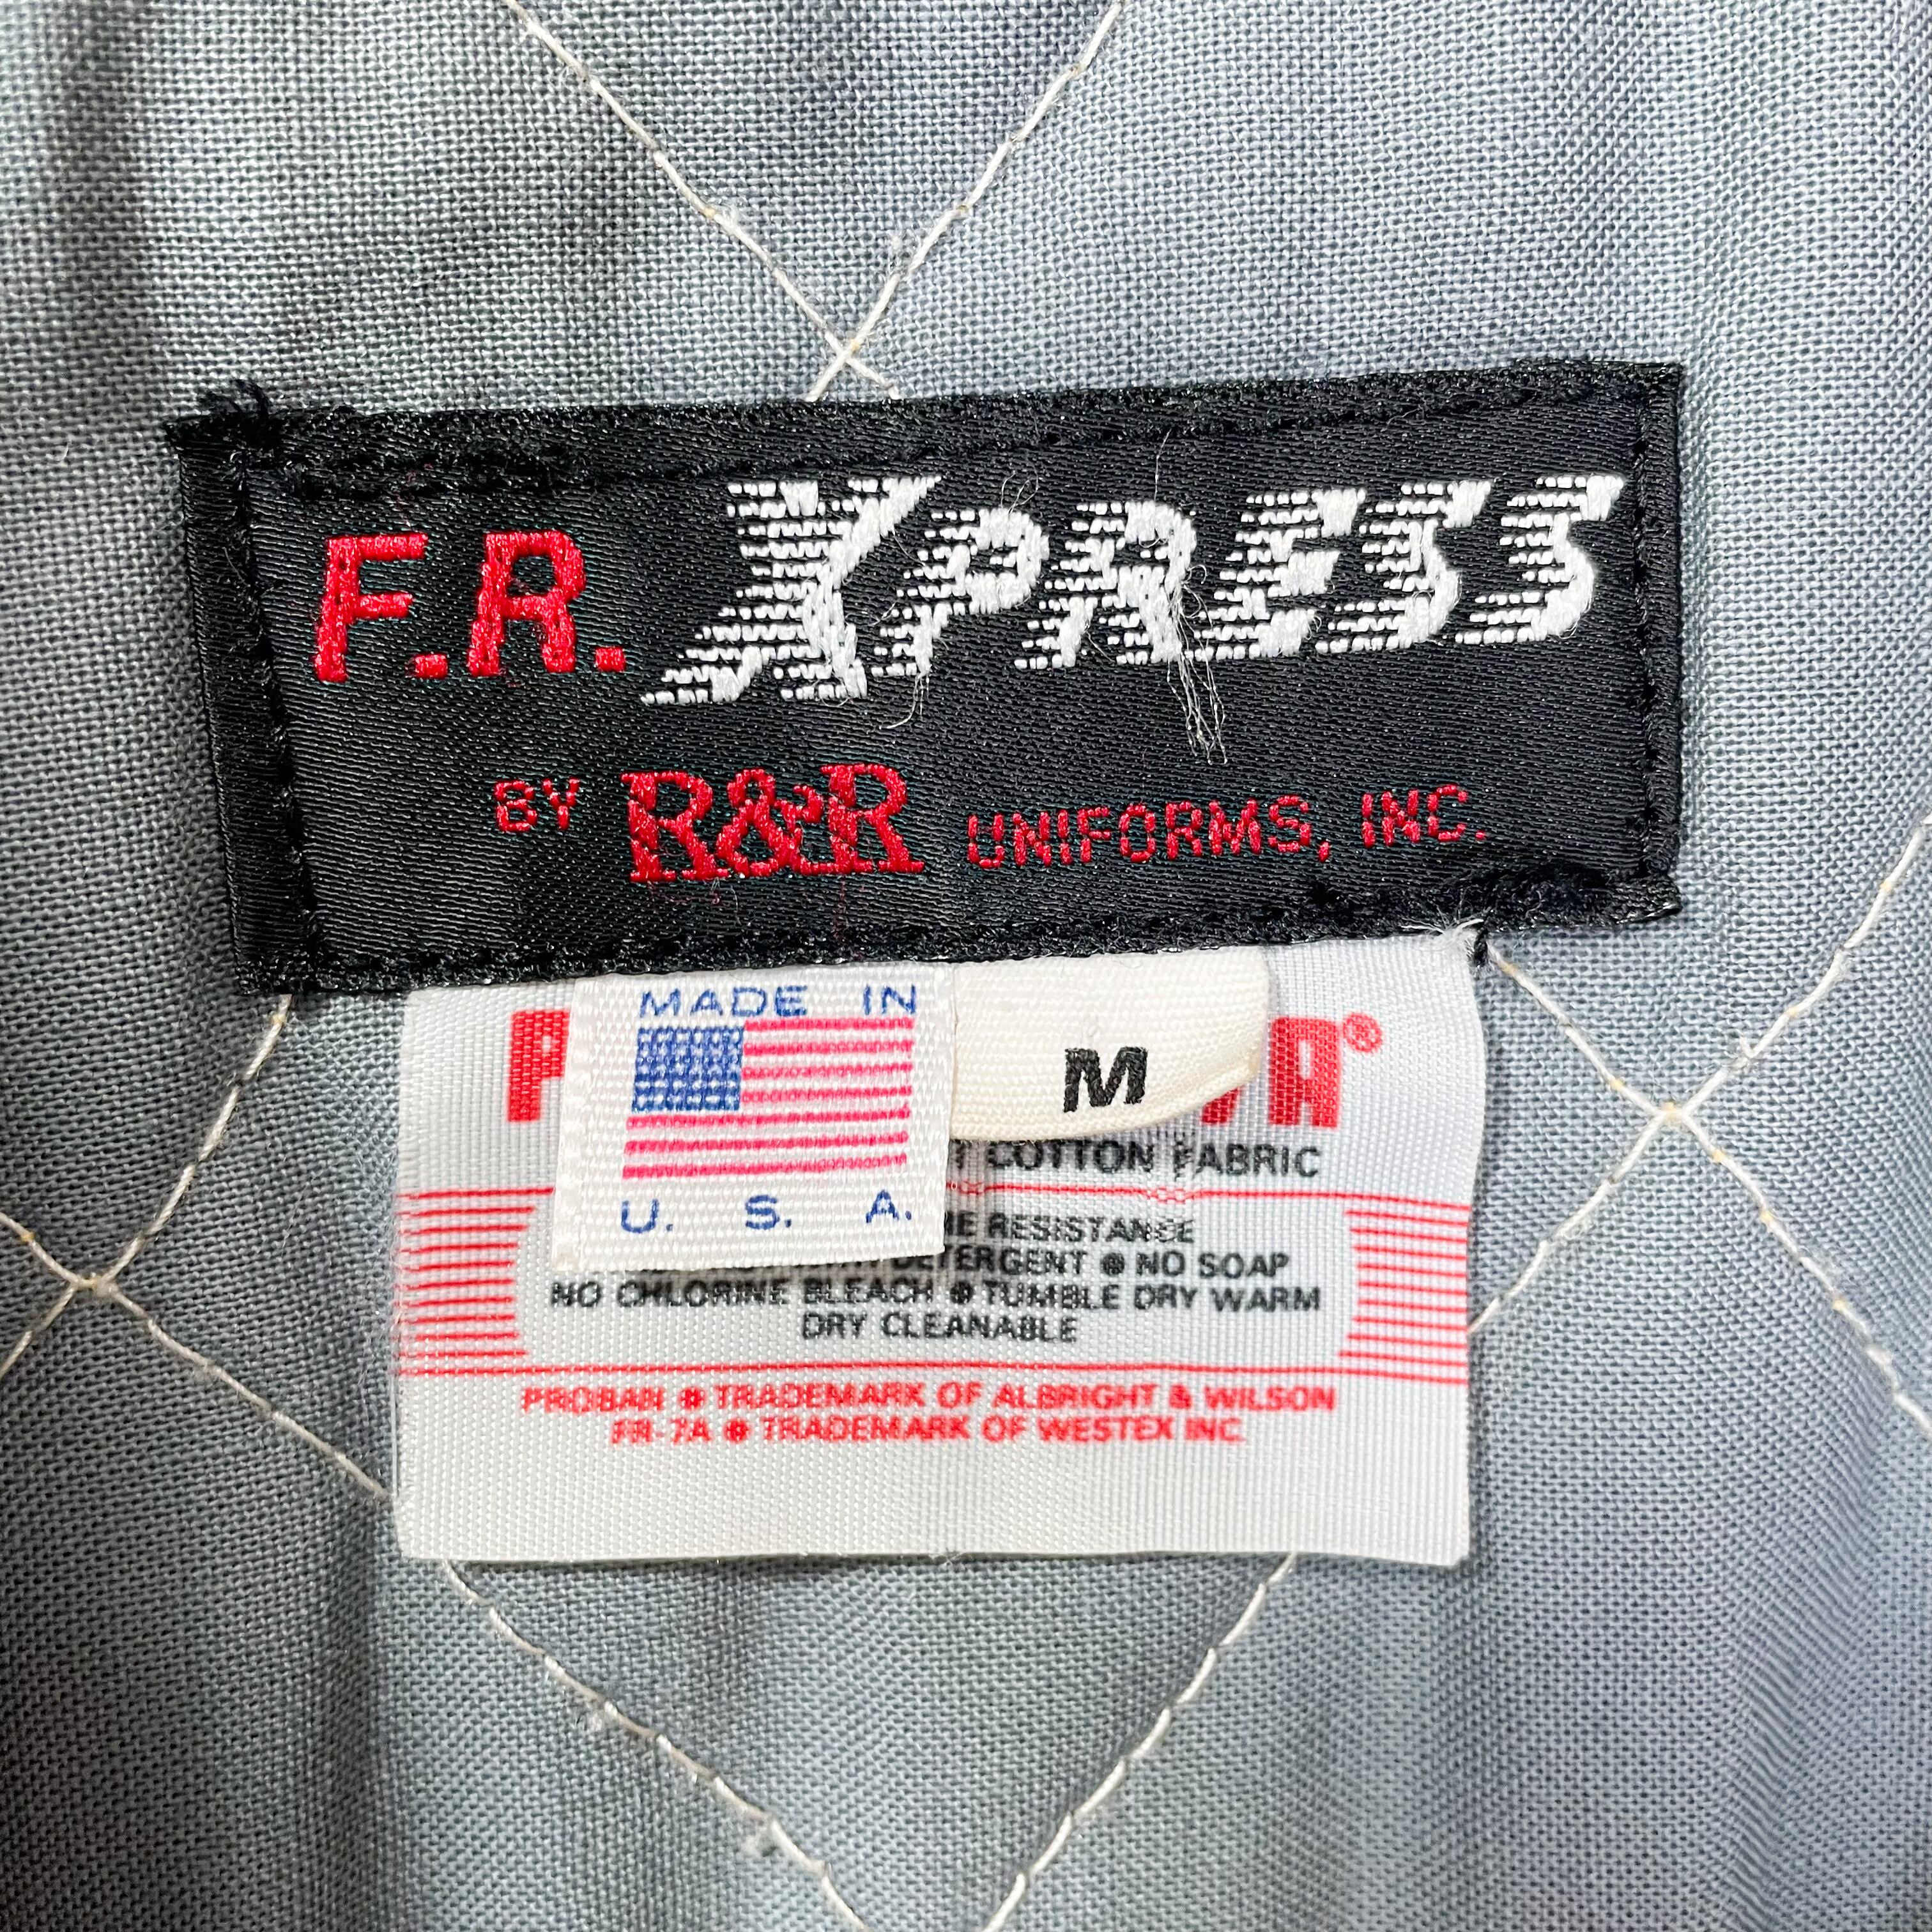 F.R. XPRESS
BY R&R UNIFORMS, INC.
MADE IN
U. S. A.
M
COTTON FABRIC
RESISTANCE
DETERGENT ● NO SOAP
NO CHLORINE BLEACH ● TUMBLE DRY WARM
DRY CLEANABLE
PROBAN ● TRADEMARK OF ALBRIGHT & WILSON
FR-7A ● TRADEMARK OF WESTEX INC.